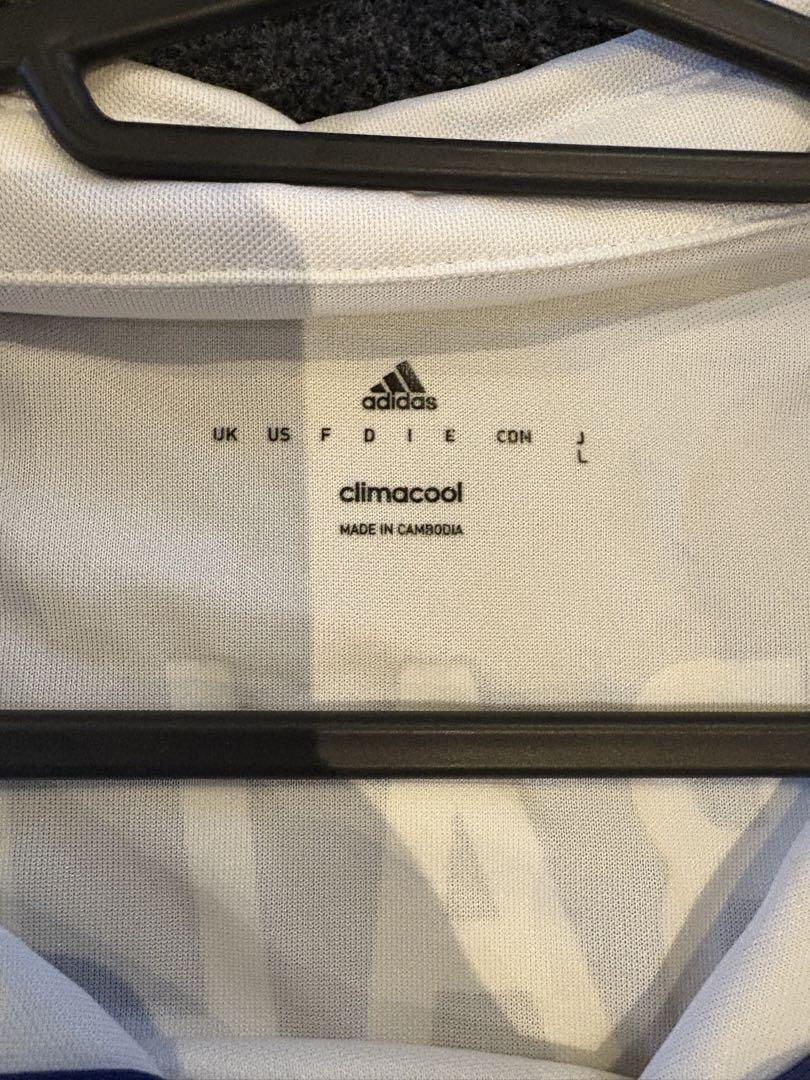 adidas
UK US F D I E CDN J
L
climacool
MADE IN CAMBODIA